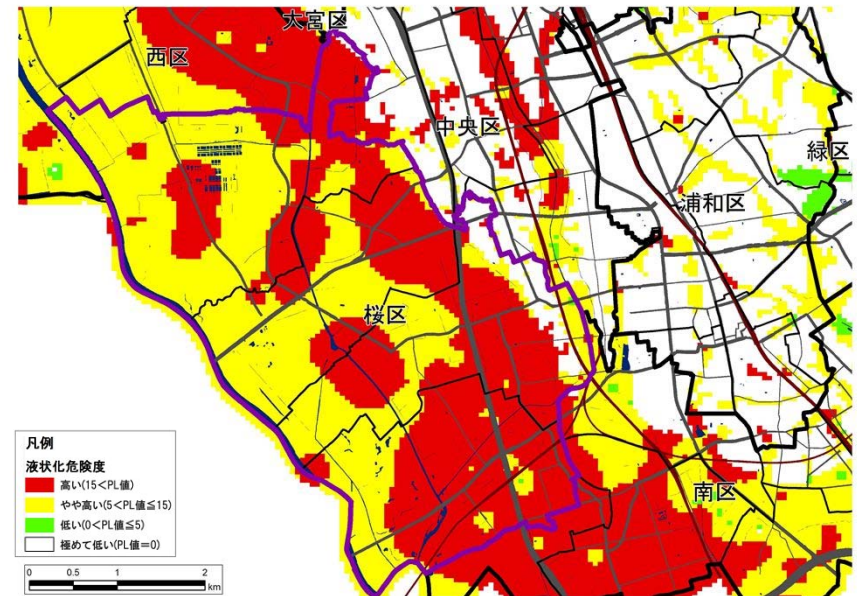 大宮区
西区
中央区
緑区
浦和区
桜区
南区
凡例
液状化危険度
高い(15<PL値)
やや高い(5<PL値≦15)
低い(0<PL値≦5)
極めて低い(PL値=0)
0 0.5 1 2
km